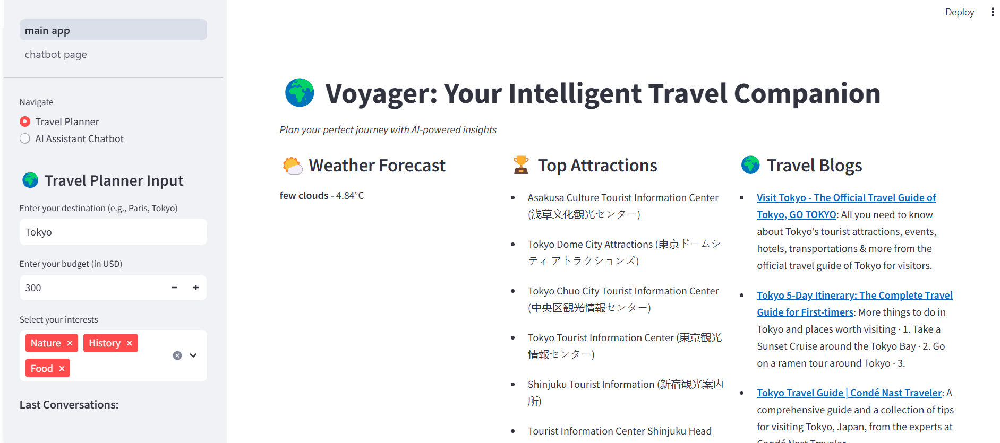 Deploy
main app
chatbot page
Navigate
Travel Planner
AI Assistant Chatbot
Travel Planner Input
Enter your destination (e.g., Paris, Tokyo)
Tokyo
Enter your budget (in USD)
300
Select your interests
Nature
History
Food
Last Conversations:
Voyager: Your Intelligent Travel Companion
Plan your perfect journey with AI-powered insights
Weather Forecast
few clouds - 4.84°C
Top Attractions
Asakusa Culture Tourist Information Center
(浅草文化観光センター)
Tokyo Dome City Attractions (東京ドームシ
ティ アトラクションズ)
Tokyo Chuo City Tourist Information Center
(中央区観光情報センター)
Tokyo Tourist Information Center (東京観光
情報センター)
Shinjuku Tourist Information (新宿観光案内
所)
Tourist Information Center Shinjuku Head
Travel Blogs
Visit Tokyo - The Official Travel Guide of
Tokyo, GO TOKYO: All you need to know
about Tokyo's tourist attractions, events,
hotels, transportations & more from the
official travel guide of Tokyo for visitors.
Tokyo 5-Day Itinerary: The Complete Travel
Guide for First-timers: More things to do in
Tokyo and places worth visiting · 1. Take a
Sunset Cruise around the Tokyo Bay · 2. Go
on a ramen tour around Tokyo · 3.
Tokyo Travel Guide | Condé Nast Traveler: A
comprehensive guide and a collection of tips
for visiting Tokyo, Japan, from the experts at
Condé Nast Traveler